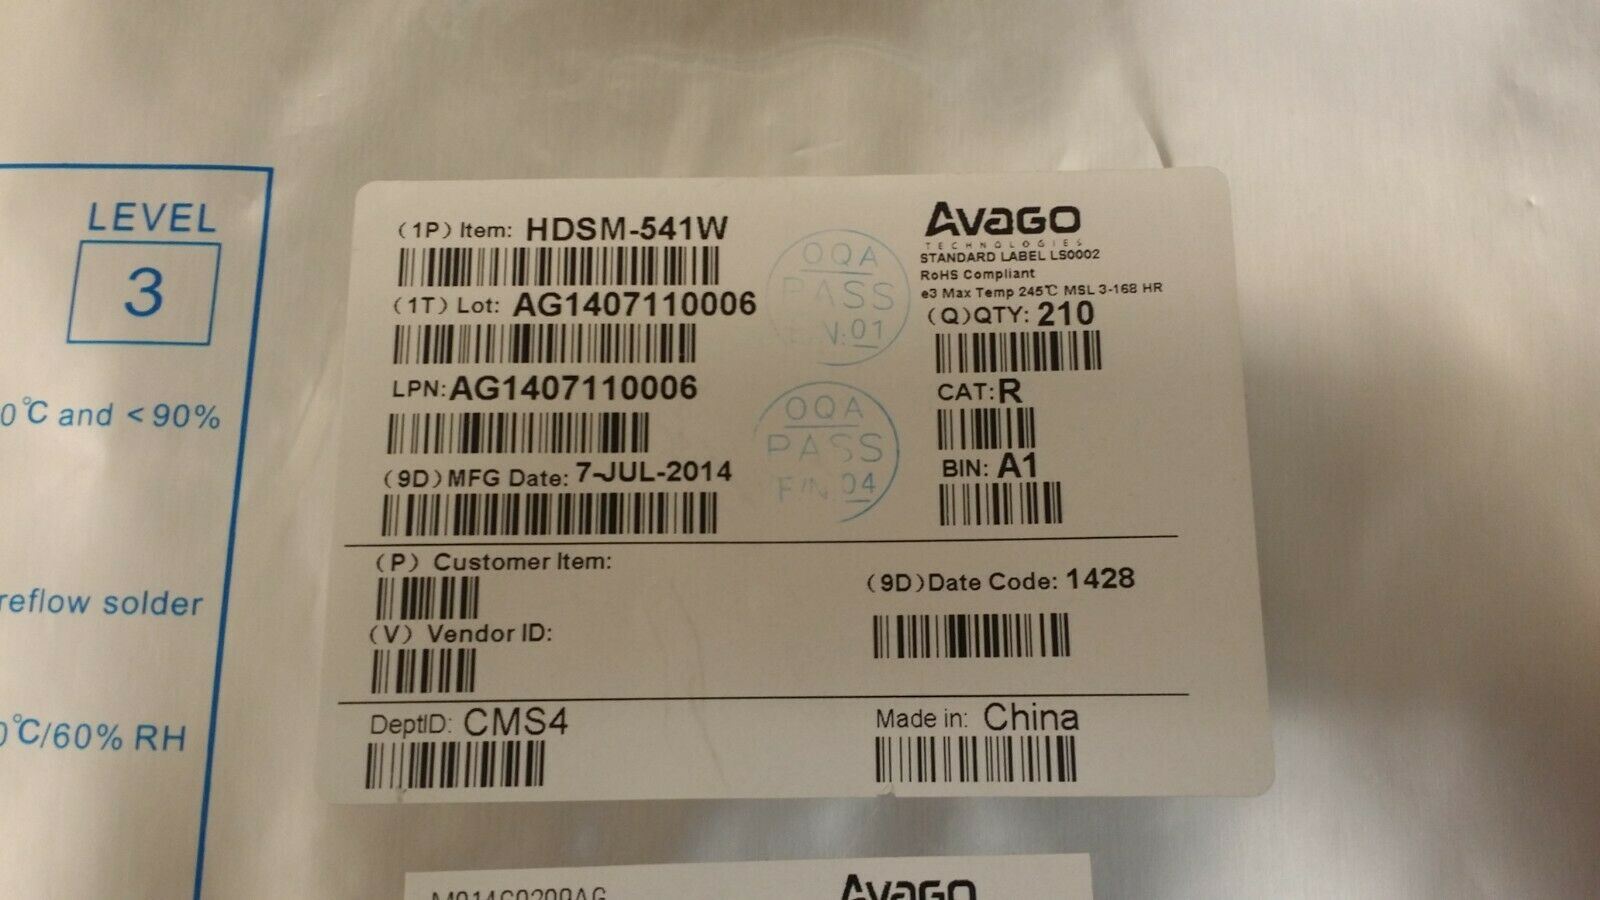 LEVEL
3
0°C and < 90%
reflow solder
0°C/60% RH
(1P) Item: HDSM-541W
(1T) Lot: AG1407110006
LPN: AG1407110006
(9D) MFG Date: 7-JUL-2014
OQA
PASS
01
OQA
PASS
F/N 04
AVAGO
TECHNOLOGIES
STANDARD LABEL LS0002
RoHS Compliant
e3 Max Temp 245℃ MSL 3-168 HR
(Q)QTY: 210
CAT: R
BIN: A1
(P) Customer Item:
(V) Vendor ID:
(9D)Date Code: 1428
DeptID: CMS4
Made in: China
AVAGO